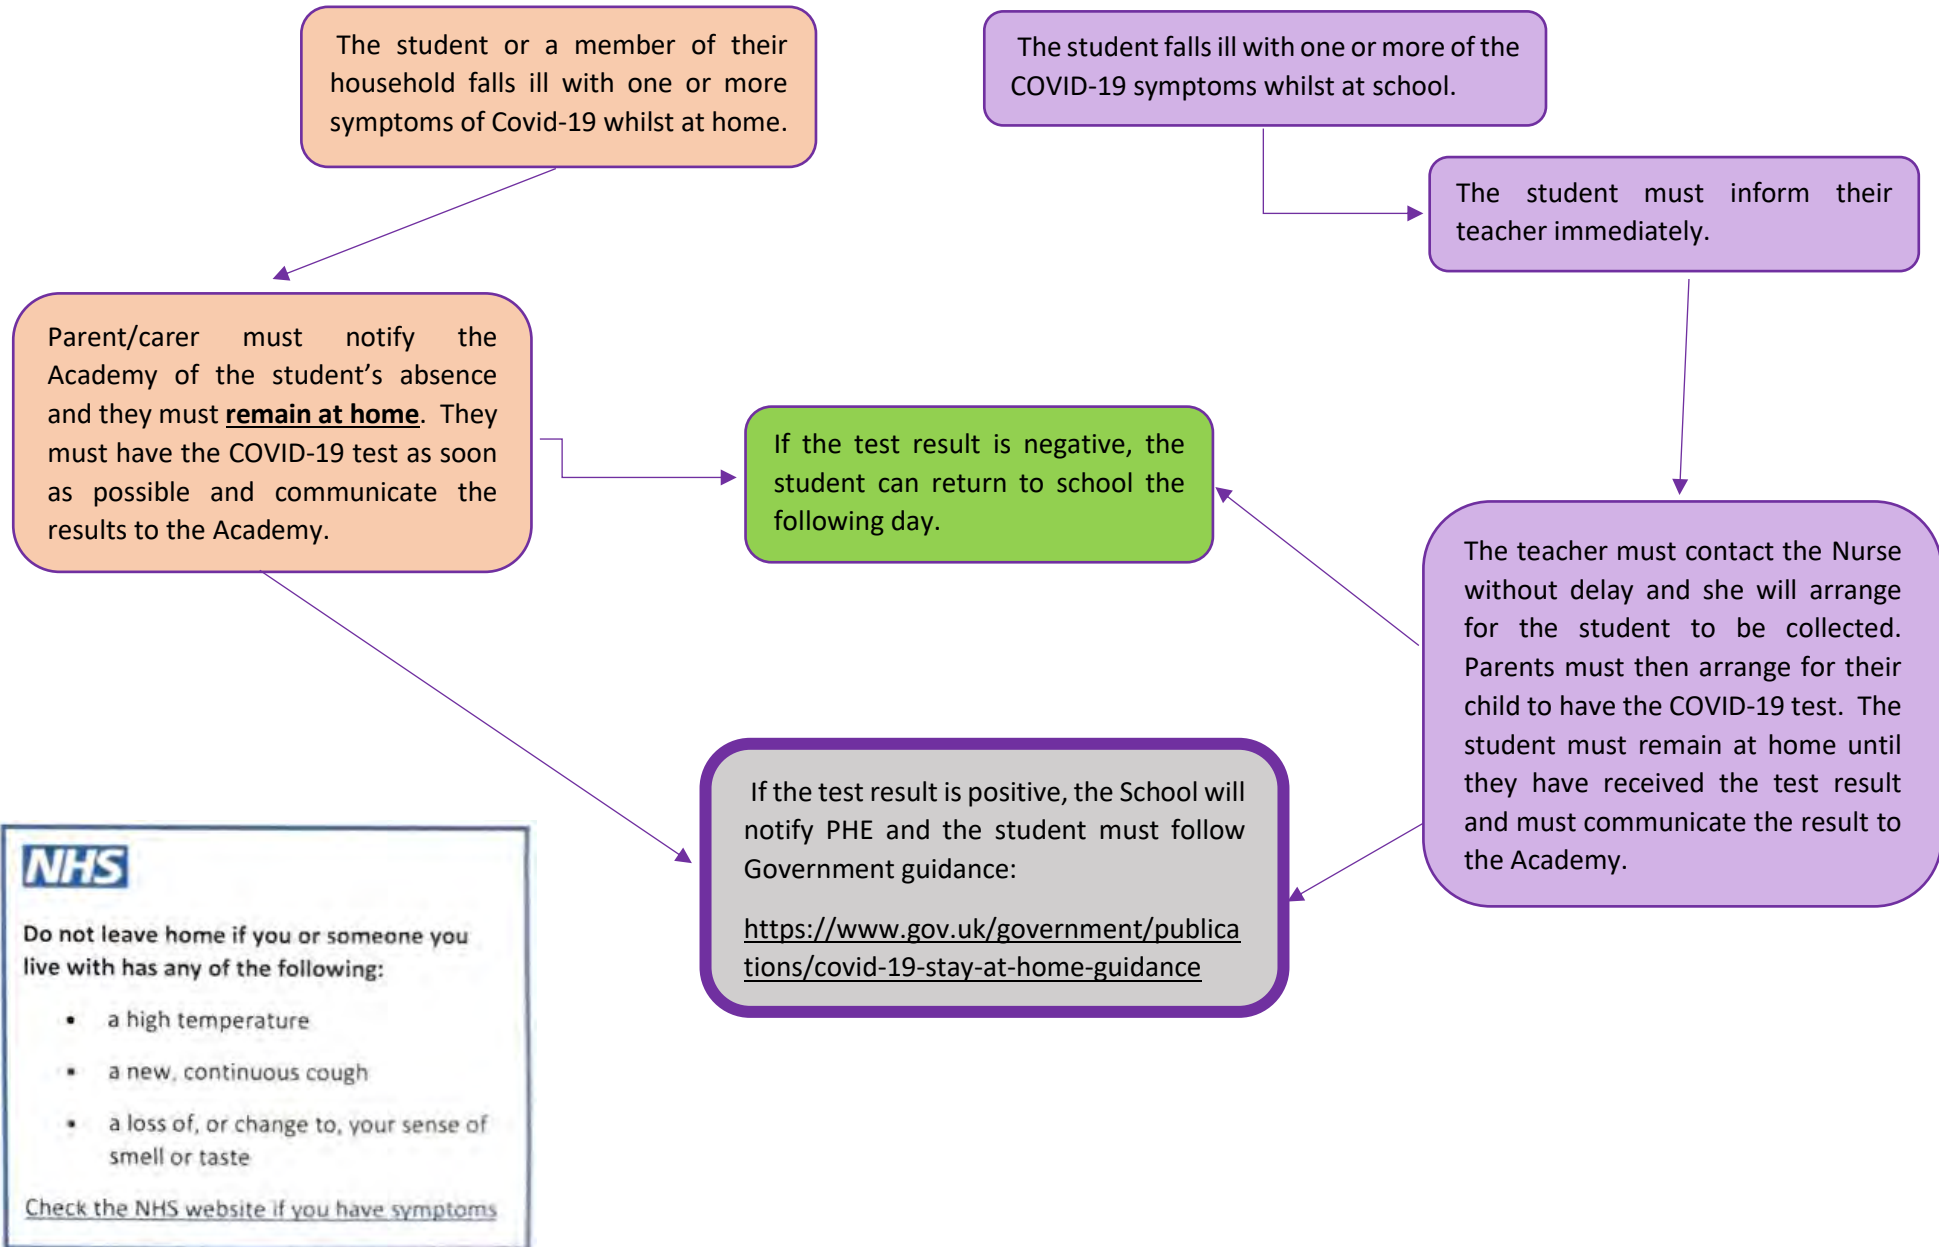 The student or a member of their
household falls ill with one or more
symptoms of Covid-19 whilst at home.
The student falls ill with one or more of the
COVID-19 symptoms whilst at school.
The student must inform their
teacher immediately.
Parent/carer must notify the
Academy of the student’s absence
and they must remain at home. They
must have the COVID-19 test as soon
as possible and communicate the
results to the Academy.
If the test result is negative, the
student can return to school the
following day.
The teacher must contact the Nurse
without delay and she will arrange
for the student to be collected.
Parents must then arrange for their
child to have the COVID-19 test. The
student must remain at home until
they have received the test result
and must communicate the result to
the Academy.
If the test result is positive, the School will
notify PHE and the student must follow
Government guidance:
https://www.gov.uk/government/publica
tions/covid-19-stay-at-home-guidance
NHS
Do not leave home if you or someone you
live with has any of the following:
• a high temperature
• a new, continuous cough
• a loss of, or change to, your sense of
smell or taste
Check the NHS website if you have symptoms